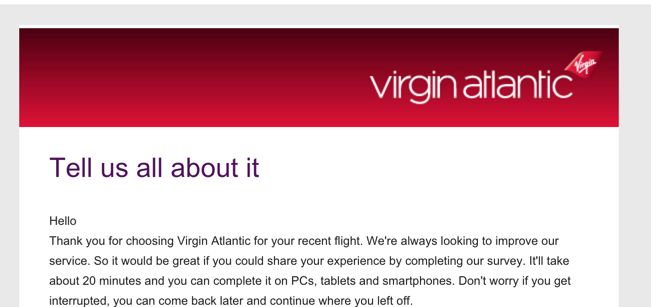 Virgin
virgin atlantic
Tell us all about it
Hello
Thank you for choosing Virgin Atlantic for your recent flight. We're always looking to improve our
service. So it would be great if you could share your experience by completing our survey. It'll take
about 20 minutes and you can complete it on PCs, tablets and smartphones. Don't worry if you get
interrupted, you can come back later and continue where you left off.